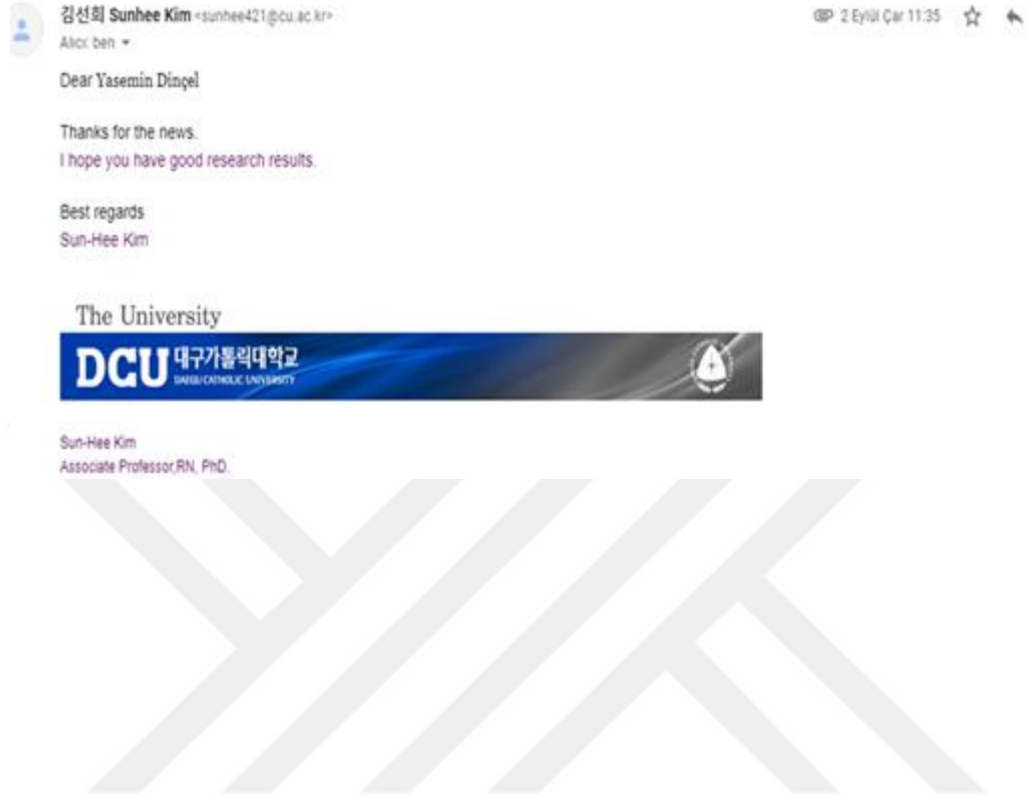 김선희 Sunhee Kim <sunhee421@cu.ac.kr>
2 Eylül Çar 11:35
Alıcı: ben
Dear Yasemin Dinçel
Thanks for the news.
I hope you have good research results.
Best regards
Sun-Hee Kim
The University
DCU 대구가톨릭대학교
DAEGU CATHOLIC UNIVERSITY
Sun-Hee Kim
Associate Professor,RN, PhD.